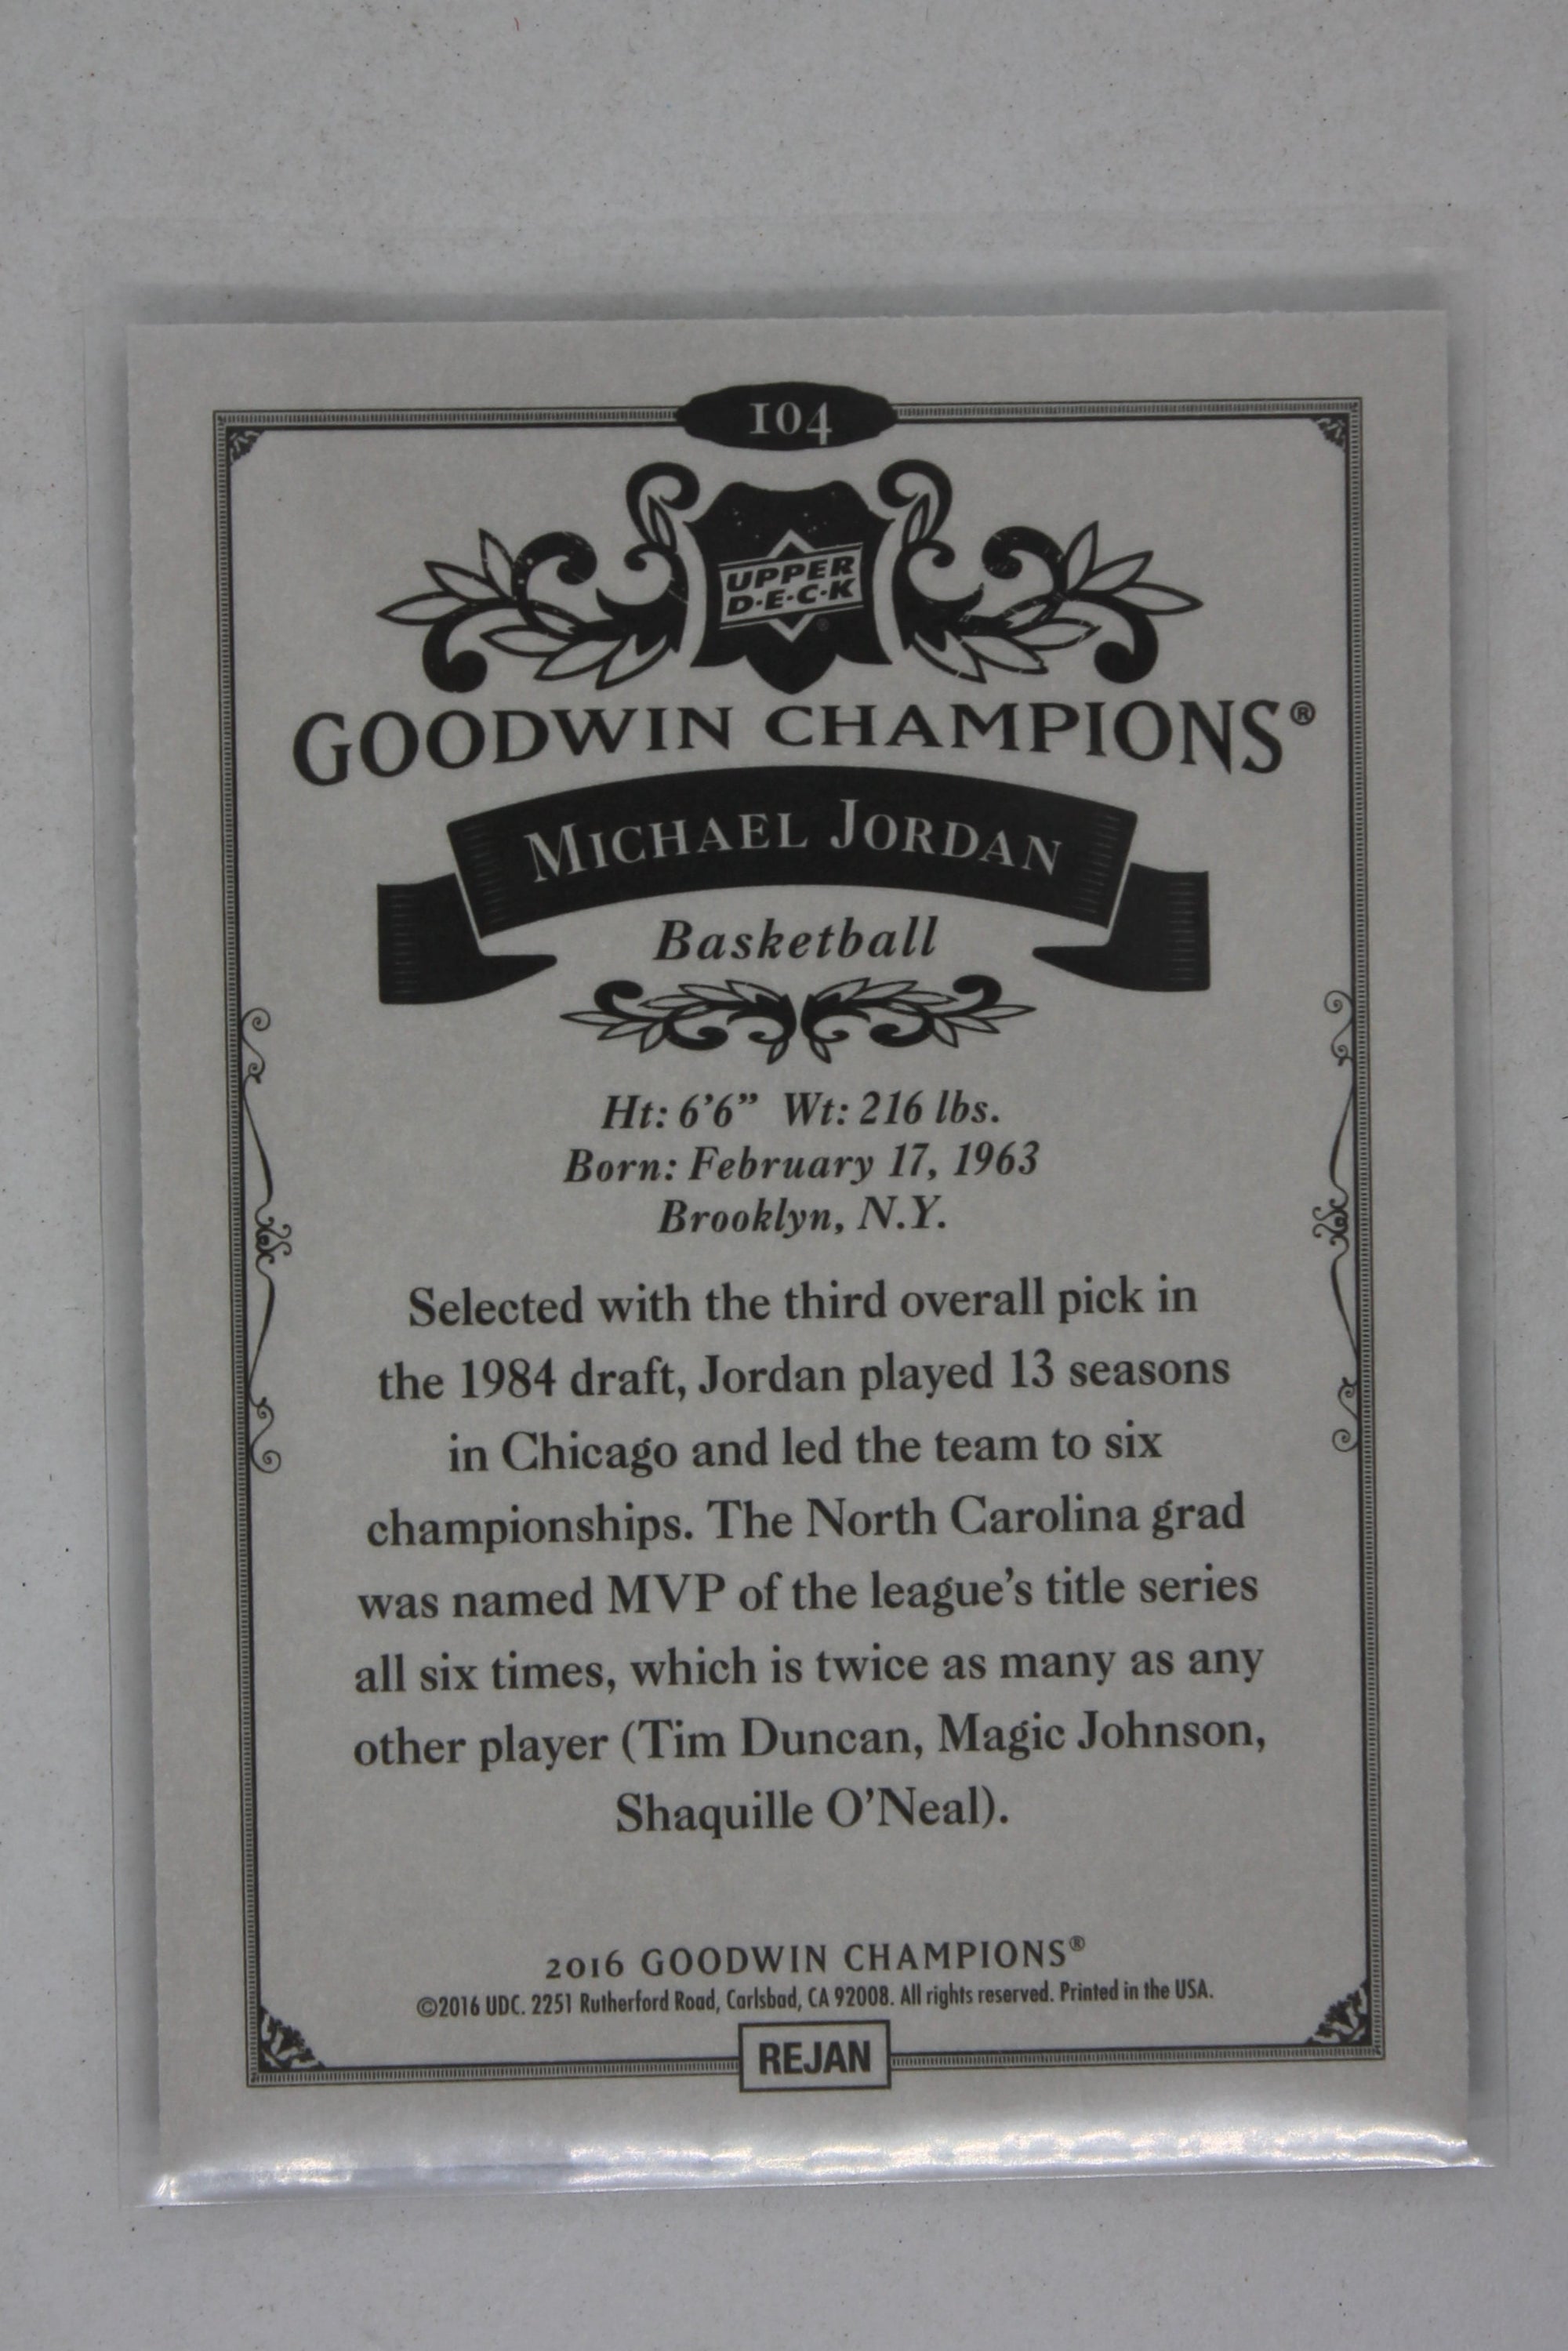 104
UPPER
D·E·C·K
®
GOODWIN CHAMPIONS®
MICHAEL JORDAN
Basketball
Ht: 6’6” Wt: 216 lbs.
Born: February 17, 1963
Brooklyn, N.Y.
Selected with the third overall pick in
the 1984 draft, Jordan played 13 seasons
in Chicago and led the team to six
championships. The North Carolina grad
was named MVP of the league’s title series
all six times, which is twice as many as any
other player (Tim Duncan, Magic Johnson,
Shaquille O’Neal).
2016 GOODWIN CHAMPIONS®
©2016 UDC. 2251 Rutherford Road, Carlsbad, CA 92008. All rights reserved. Printed in the USA.
REJAN